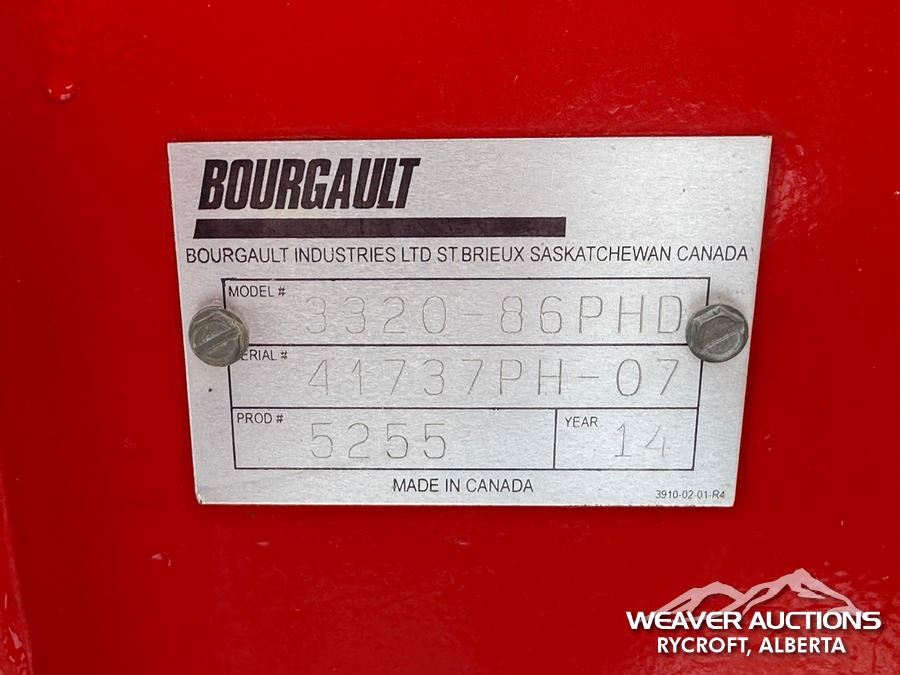 BOURGAULT
BOURGAULT INDUSTRIES LTD ST BRIEUX SASKATCHEWAN CANADA
MODEL # 3320-86PHD
ERIAL # 41737PH-07
PROD # 5255 YEAR 14
MADE IN CANADA 3910-02-01-R4
WEAVER AUCTIONS
RYCROFT, ALBERTA